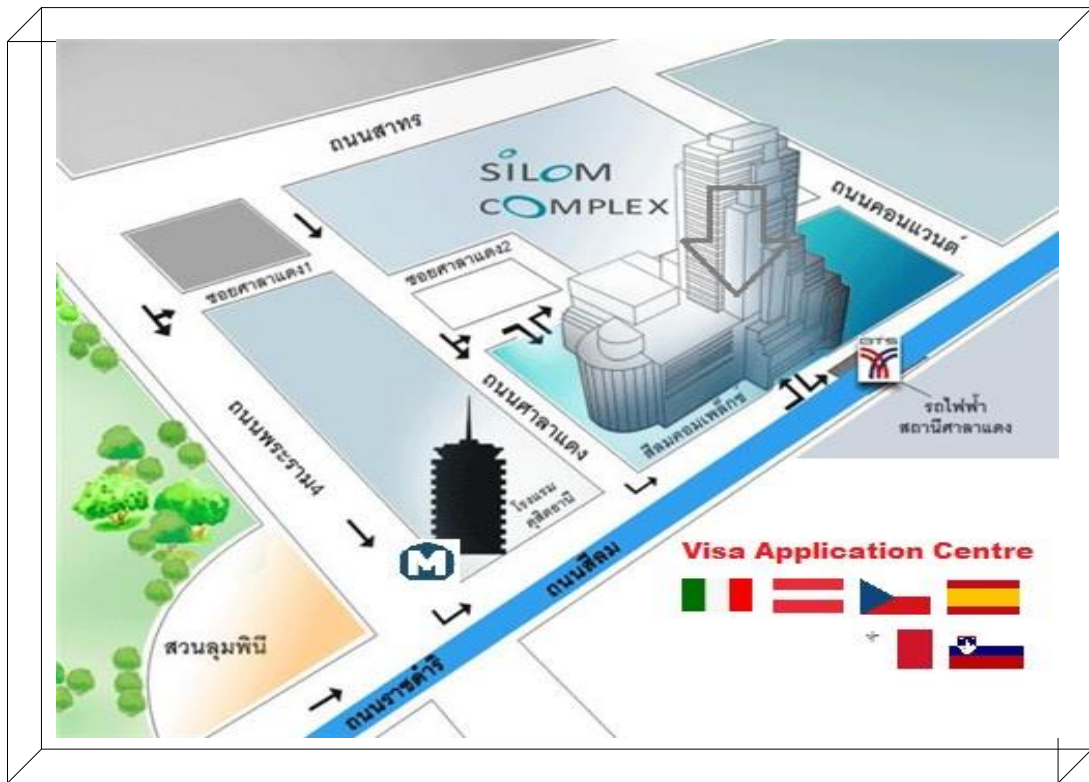 ถนนสาทร
SILOM
COMPLEX
ถนนคอนแวนต์
ซอยศาลาแดง1
ซอยศาลาแดง2
BTS
รถไฟฟ้า
สถานีศาลาแดง
สีลมคอมเพล็กซ์
ถนนศาลาแดง
ถนนพระราม4
โรงแรม
ดุสิตธานี
M
ถนนสีลม
Visa Application Centre
สวนลุมพินี
ถนนราชดำริ